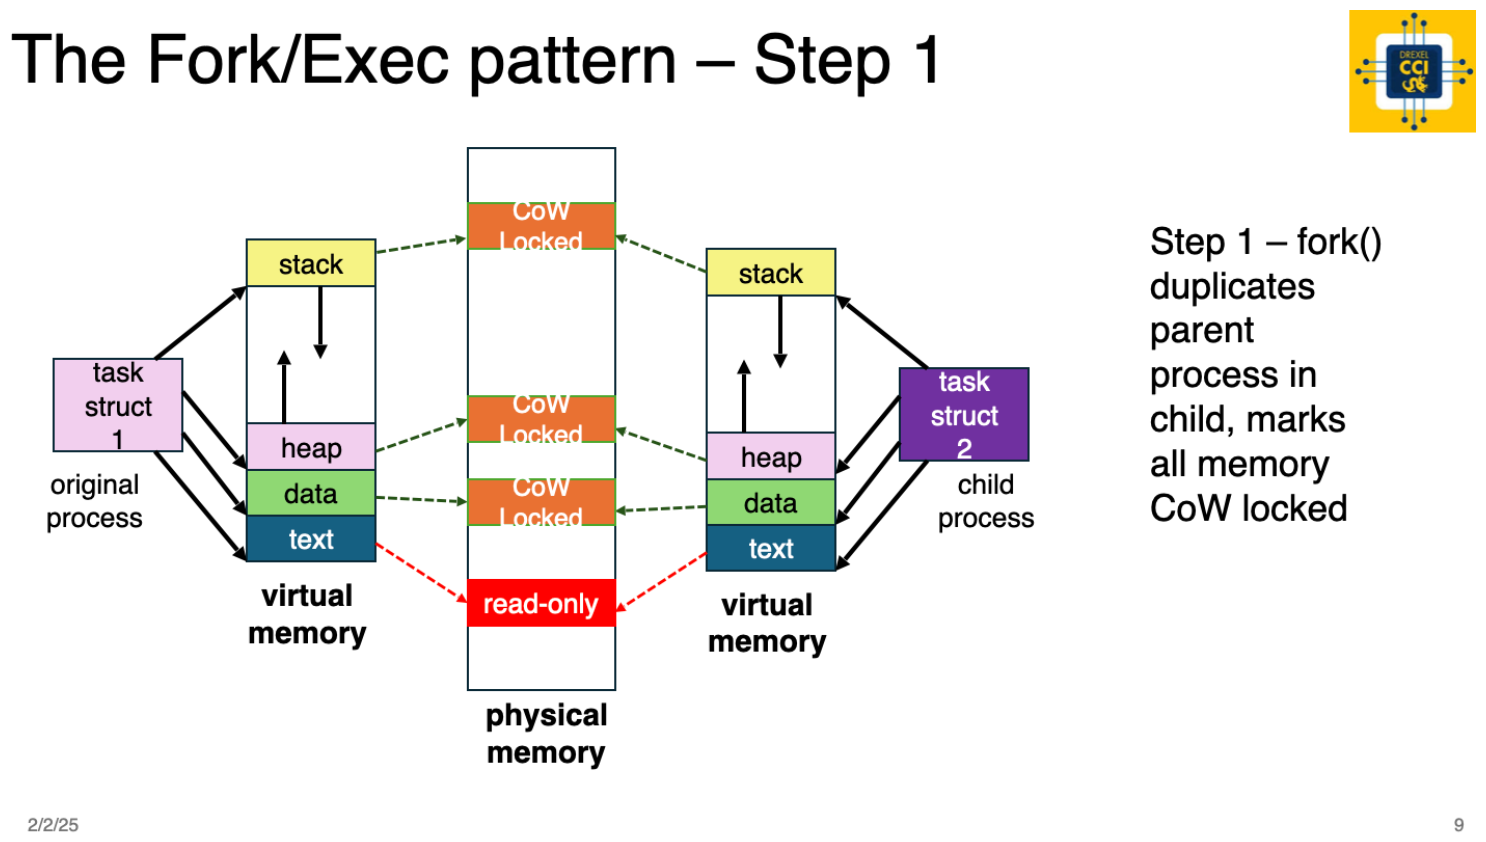 The Fork/Exec pattern – Step 1
DREXEL
CCI
CoW
Locked
stack
stack
task
struct
1
original
process
CoW
Locked
heap
CoW
Locked
data
text
read-only
virtual
memory
physical
memory
heap
data
text
virtual
memory
task
struct
2
child
process
Step 1 – fork()
duplicates
parent
process in
child, marks
all memory
CoW locked
2/2/25
9